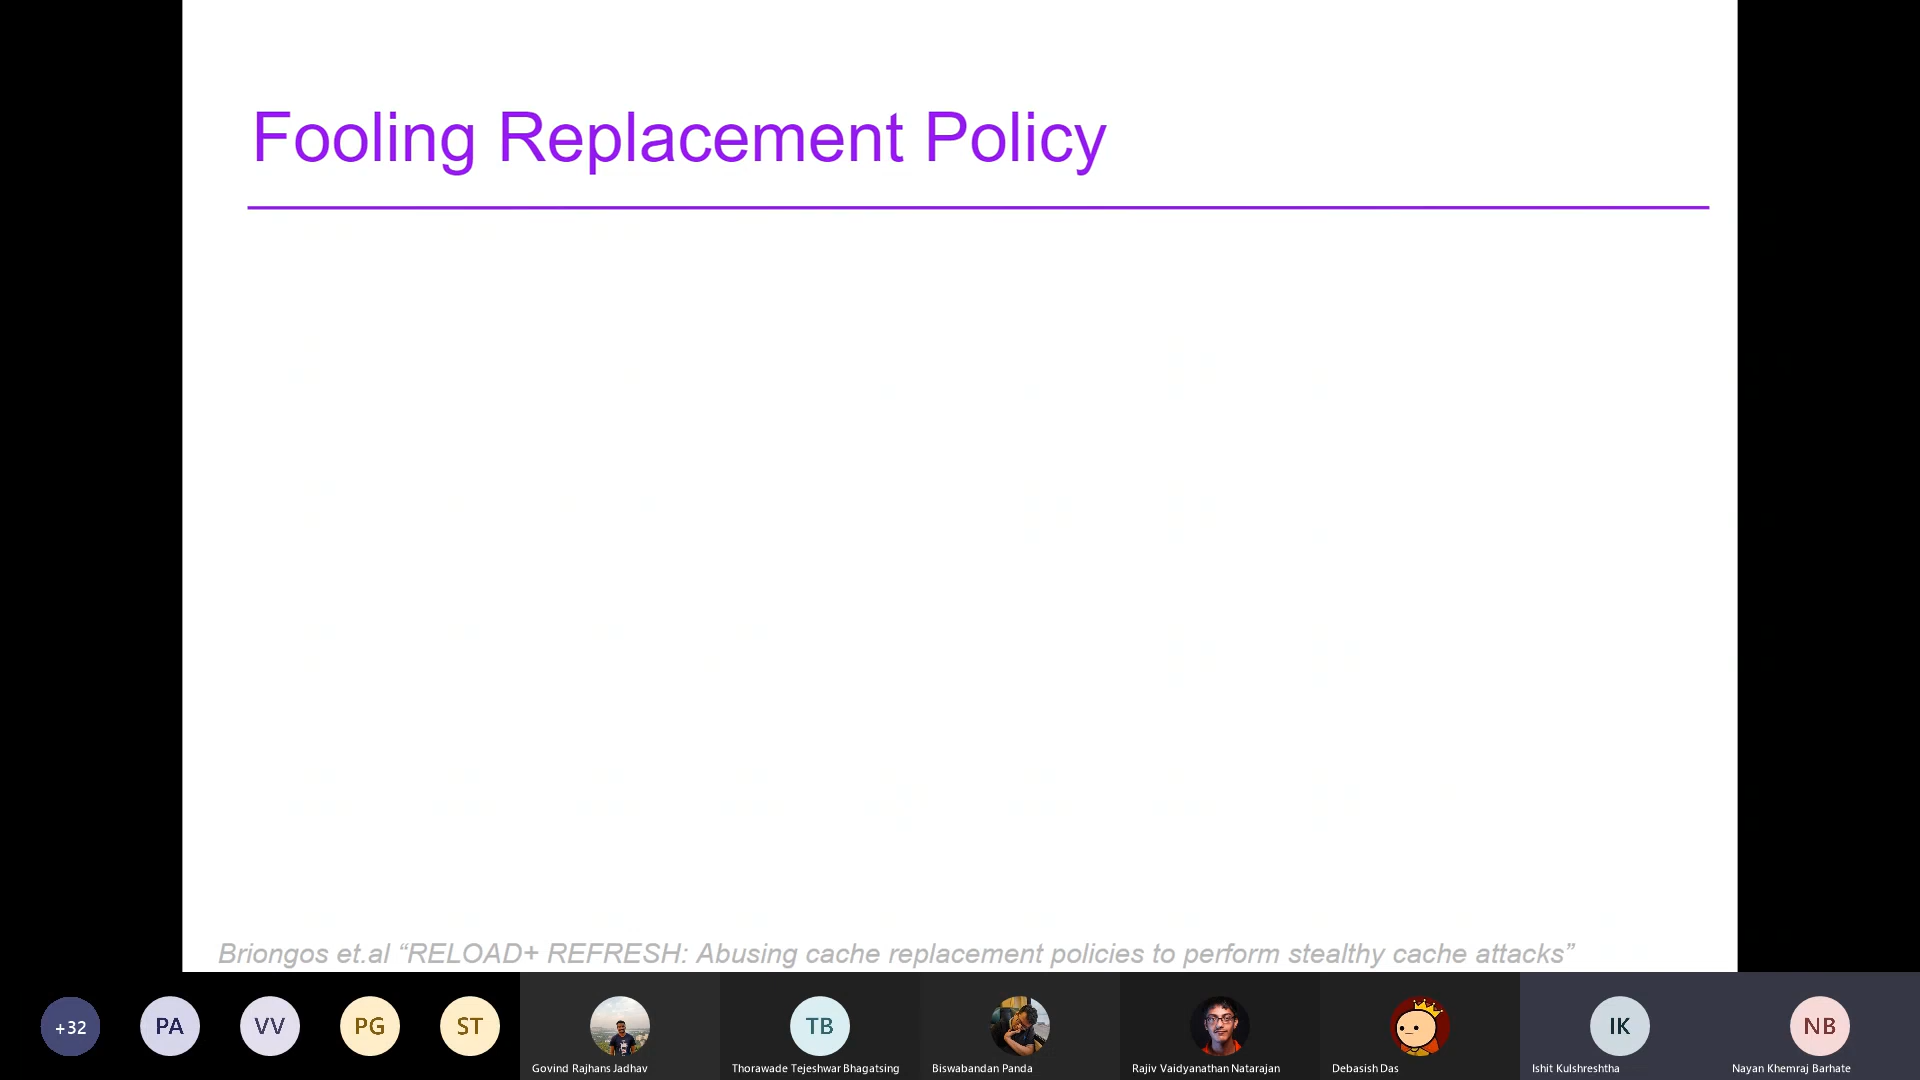 Fooling Replacement Policy
Briongos et.al “RELOAD+ REFRESH: Abusing cache replacement policies to perform stealthy cache attacks”
+32
PA
VV
PG
ST
TB
IK
NB
Govind Rajhans Jadhav
Thorawade Tejeshwar Bhagatsing
Biswabandan Panda
Rajiv Vaidyanathan Natarajan
Debasish Das
Ishit Kulshreshtha
Nayan Khemraj Barhate